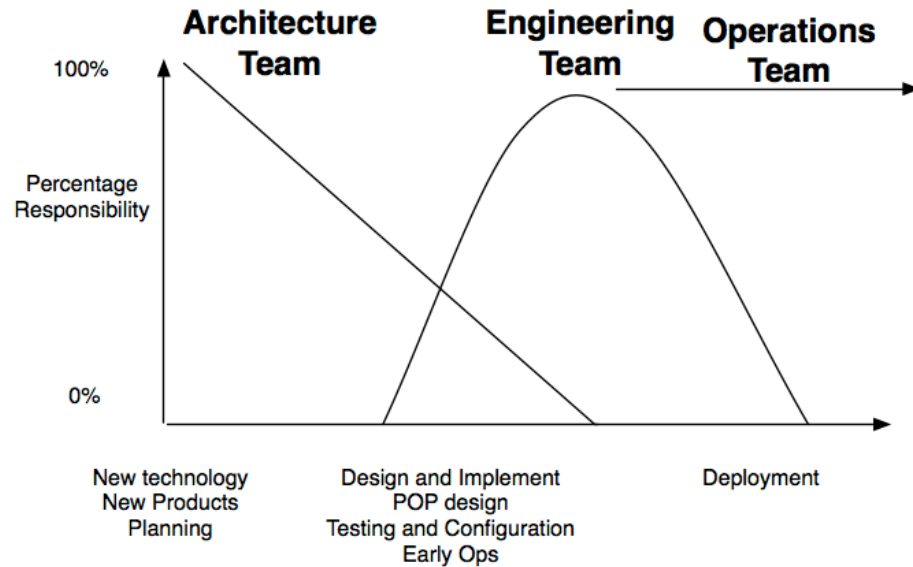 Architecture
Team
Engineering
Team
Operations
Team
100%
Percentage
Responsibility
0%
New technology
New Products
Planning
Design and Implement
POP design
Testing and Configuration
Early Ops
Deployment